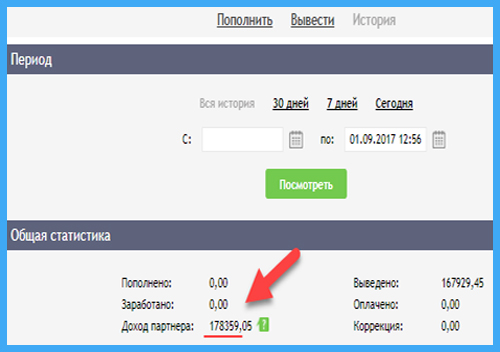 Пополнить Вывести История
Период
Вся история 30 дней 7 дней Сегодня
С: по: 01.09.2017 12:56
Посмотреть
Общая статистика
Пополнено: 0,00 Выведено: 167929,45
Заработано: 0,00 Оплачено: 0,00
Доход партнера: 178359,05 ? Коррекция: 0,00